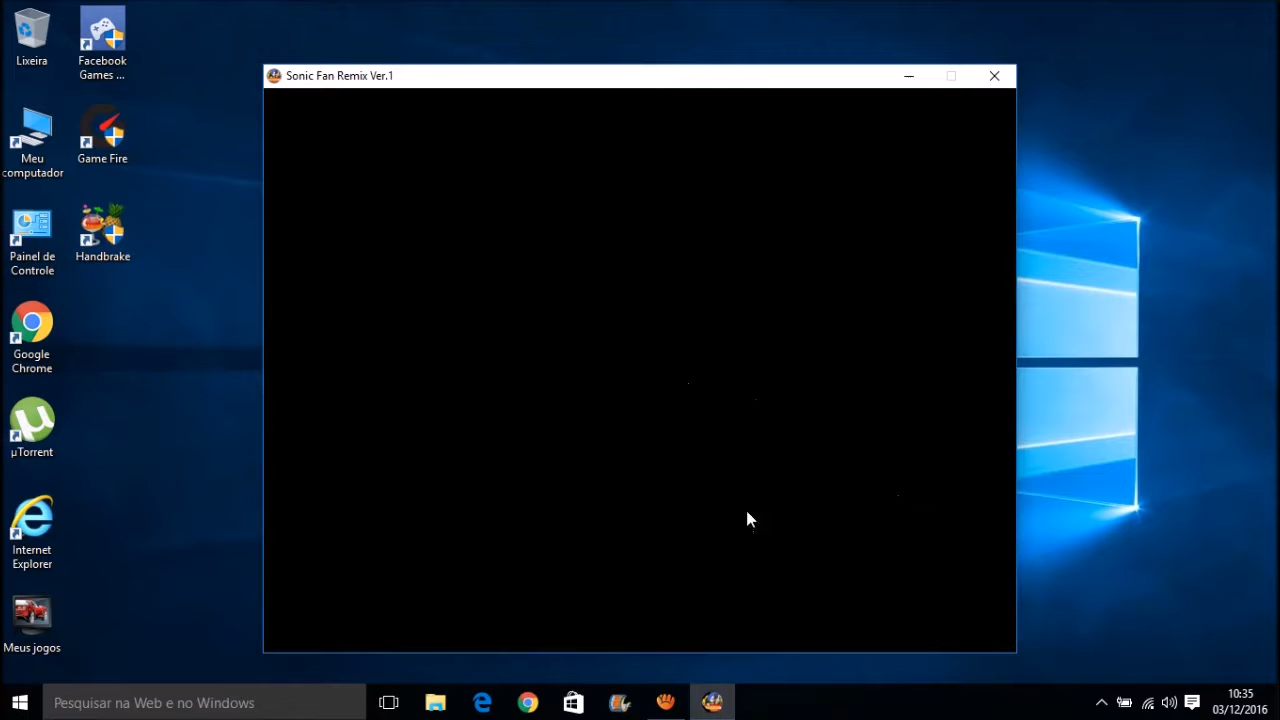 Lixeira
Facebook
Games ...
Meu
computador
Game Fire
Painel de
Controle
Handbrake
Google
Chrome
µTorrent
Internet
Explorer
Meus jogos
Sonic Fan Remix Ver.1
Pesquisar na Web e no Windows
10:35
03/12/2016